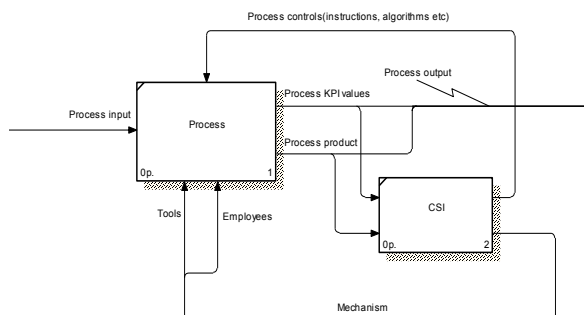 Process controls(instructions, algorithms etc)
Process output
Process KPI values
Process input
Process
Process product
0p.
1
Tools
Employees
CSI
0p.
2
Mechanism